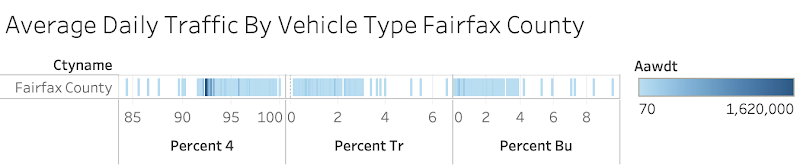 Average Daily Traffic By Vehicle Type Fairfax County
Ctyname
Aawdt
Fairfax County
70 1,620,000
85 90 95 100 0 2 4 6 0 2 4 6 8
Percent 4 Percent Tr Percent Bu